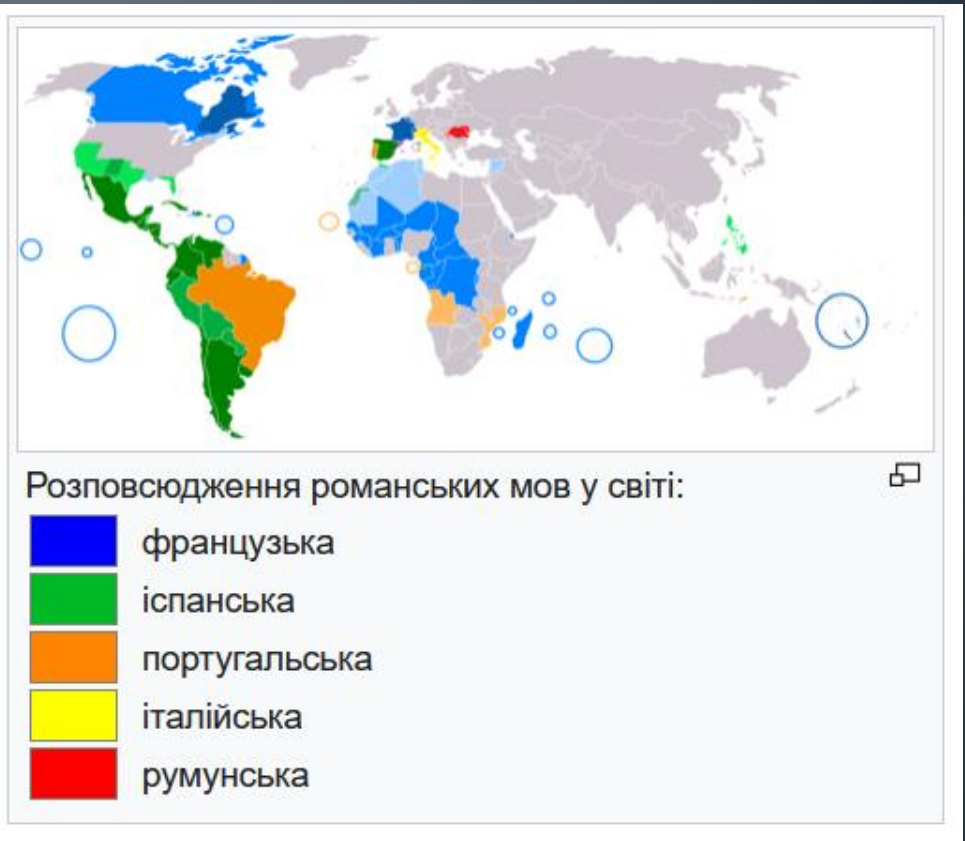 Розповсюдження романських мов у світі:
французька
іспанська
португальська
італійська
румунська